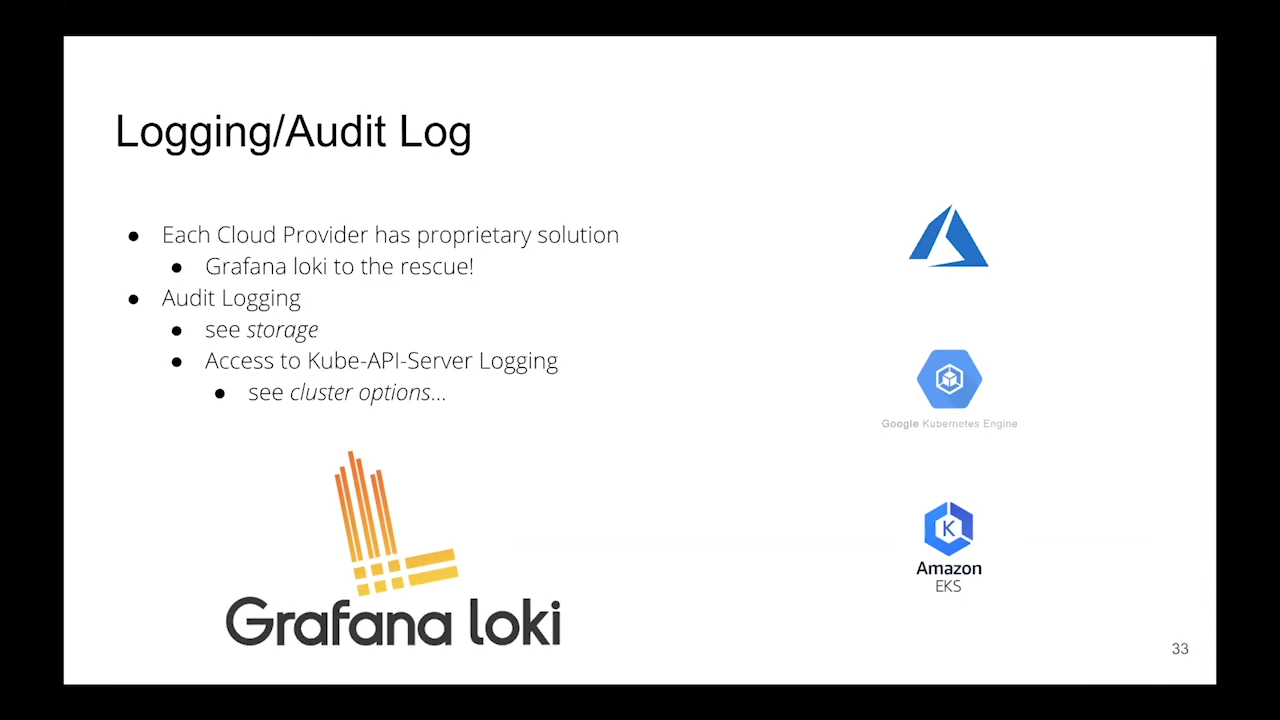 Logging/Audit Log
● Each Cloud Provider has proprietary solution
● Grafana loki to the rescue!
● Audit Logging
● see storage
● Access to Kube-API-Server Logging
● see cluster options...
Google Kubernetes Engine
K
Amazon
EKS
Grafana loki
33